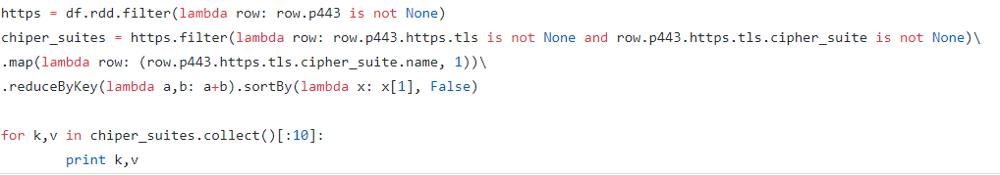 https = df.rdd.filter(lambda row: row.p443 is not None)
chiper_suites = https.filter(lambda row: row.p443.https.tls is not None and row.p443.https.tls.cipher_suite is not None)\
.map(lambda row: (row.p443.https.tls.cipher_suite.name, 1))\
.reduceByKey(lambda a,b: a+b).sortBy(lambda x: x[1], False)

for k,v in chiper_suites.collect()[:10]:
        print k,v